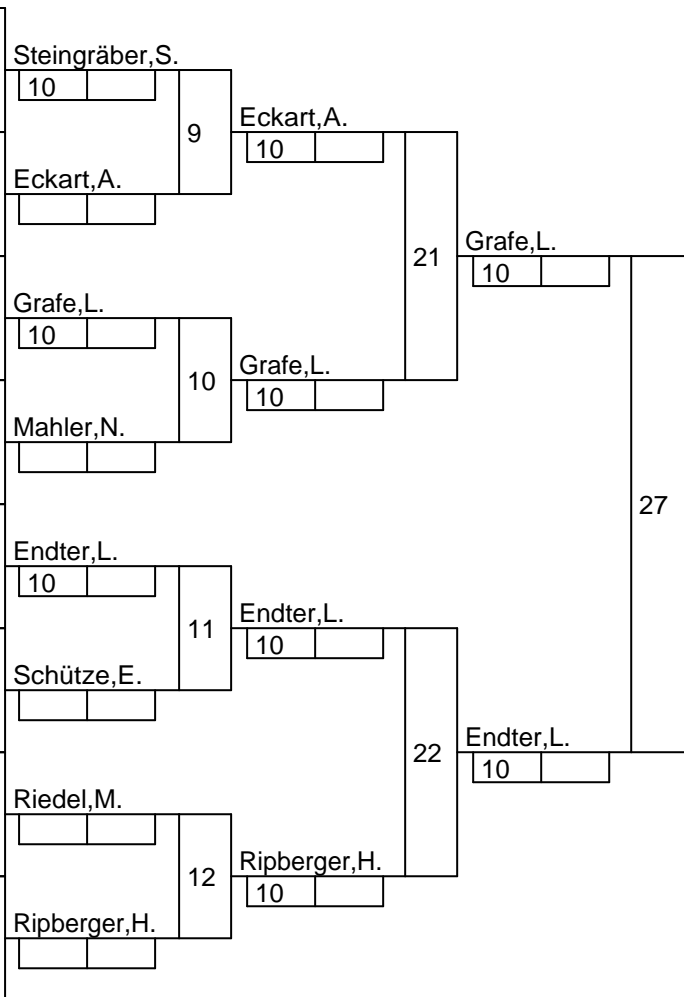 Steingräber,S.
10
9
Eckart,A.
10
Eckart,A.
21
Grafe,L.
10
Grafe,L.
10
10
Grafe,L.
10
Mahler,N.
27
Endter,L.
10
11
Endter,L.
10
Schütze,E.
22
Endter,L.
10
Riedel,M.
12
Ripberger,H.
10
Ripberger,H.